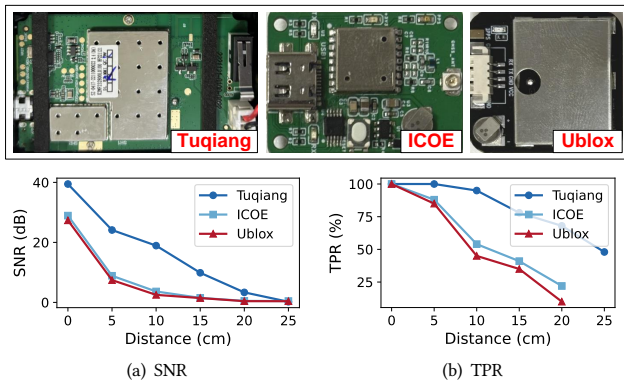 Tuqiang
ICOE
Ublox
SNR (dB)
40
20
0
Tuqiang
ICOE
Ublox
0 5 10 15 20 25
Distance (cm)
(a) SNR
TPR (%)
100
75
50
25
Tuqiang
ICOE
Ublox
0 5 10 15 20 25
Distance (cm)
(b) TPR